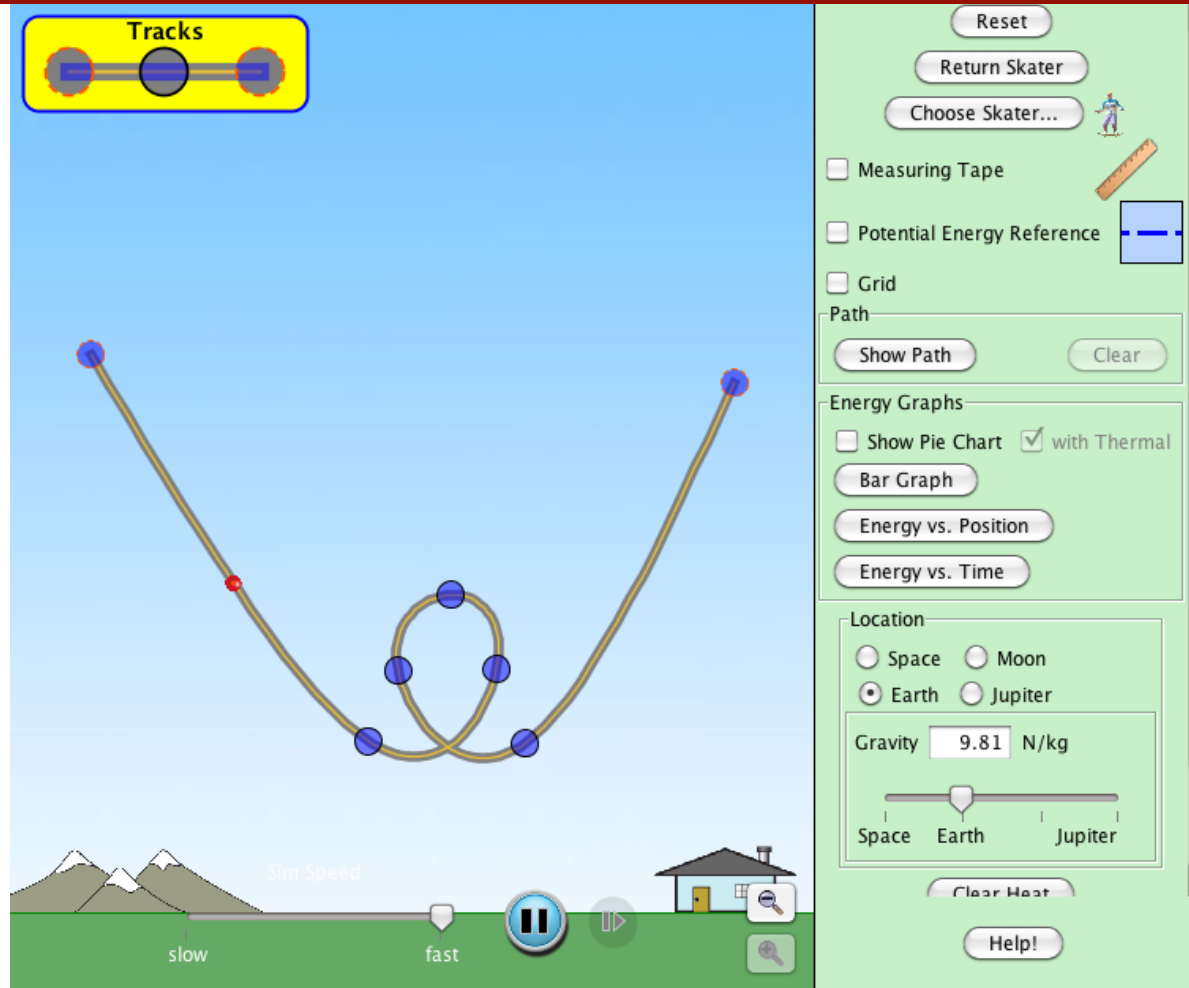 Tracks
Reset
Return Skater
Choose Skater...
Measuring Tape
Potential Energy Reference
Grid
Path
Show Path
Clear
Energy Graphs
Show Pie Chart
with Thermal
Bar Graph
Energy vs. Position
Energy vs. Time
Location
Space
Moon
Earth
Jupiter
Gravity 9.81 N/kg
Space Earth Jupiter
Clear Heat
Help!
Sim Speed
slow fast